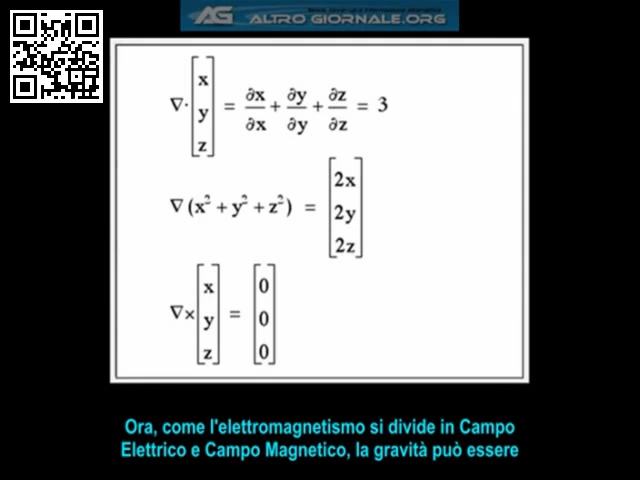 ALTRO GIORNALE.ORG
∇· [x y z] = ∂x/∂x + ∂y/∂y + ∂z/∂z = 3
∇ (x² + y² + z²) = [2x 2y 2z]
∇× [x y z] = [0 0 0]
Ora, come l'elettromagnetismo si divide in Campo
Elettrico e Campo Magnetico, la gravità può essere